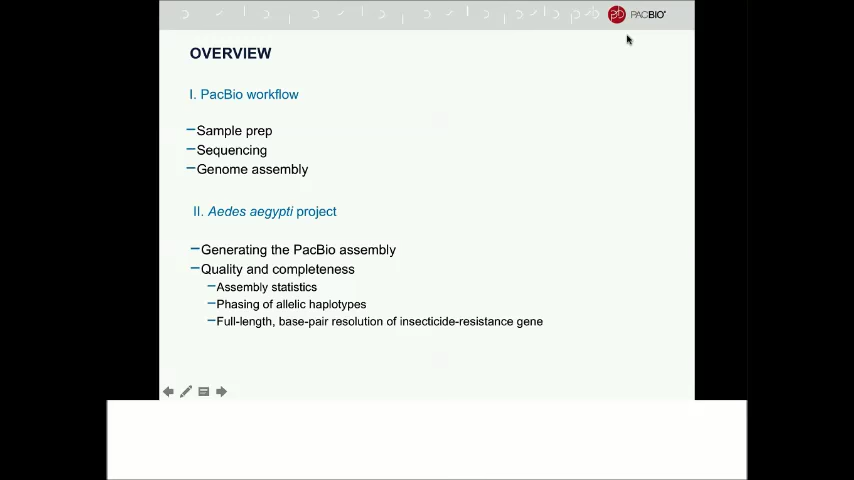 PACBIO
OVERVIEW
I. PacBio workflow
–Sample prep
–Sequencing
–Genome assembly
II. Aedes aegypti project
–Generating the PacBio assembly
–Quality and completeness
–Assembly statistics
–Phasing of allelic haplotypes
–Full-length, base-pair resolution of insecticide-resistance gene